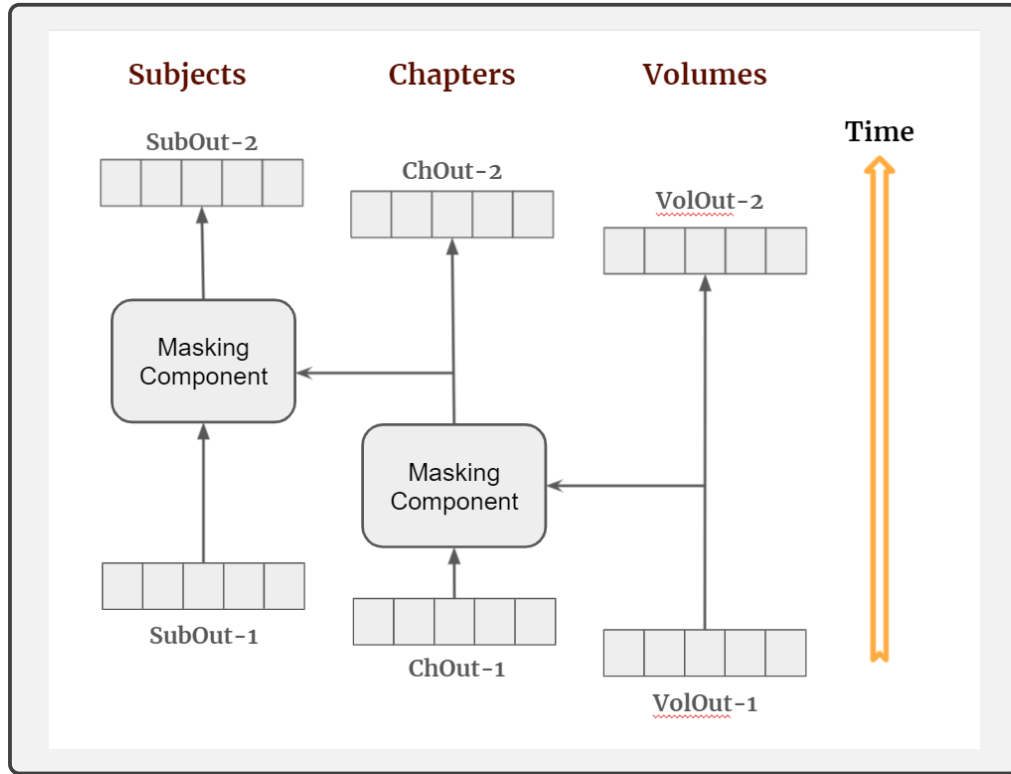 Subjects
Chapters
Volumes
Time
SubOut-2
ChOut-2
VolOut-2
Masking
Component
Masking
Component
SubOut-1
ChOut-1
VolOut-1